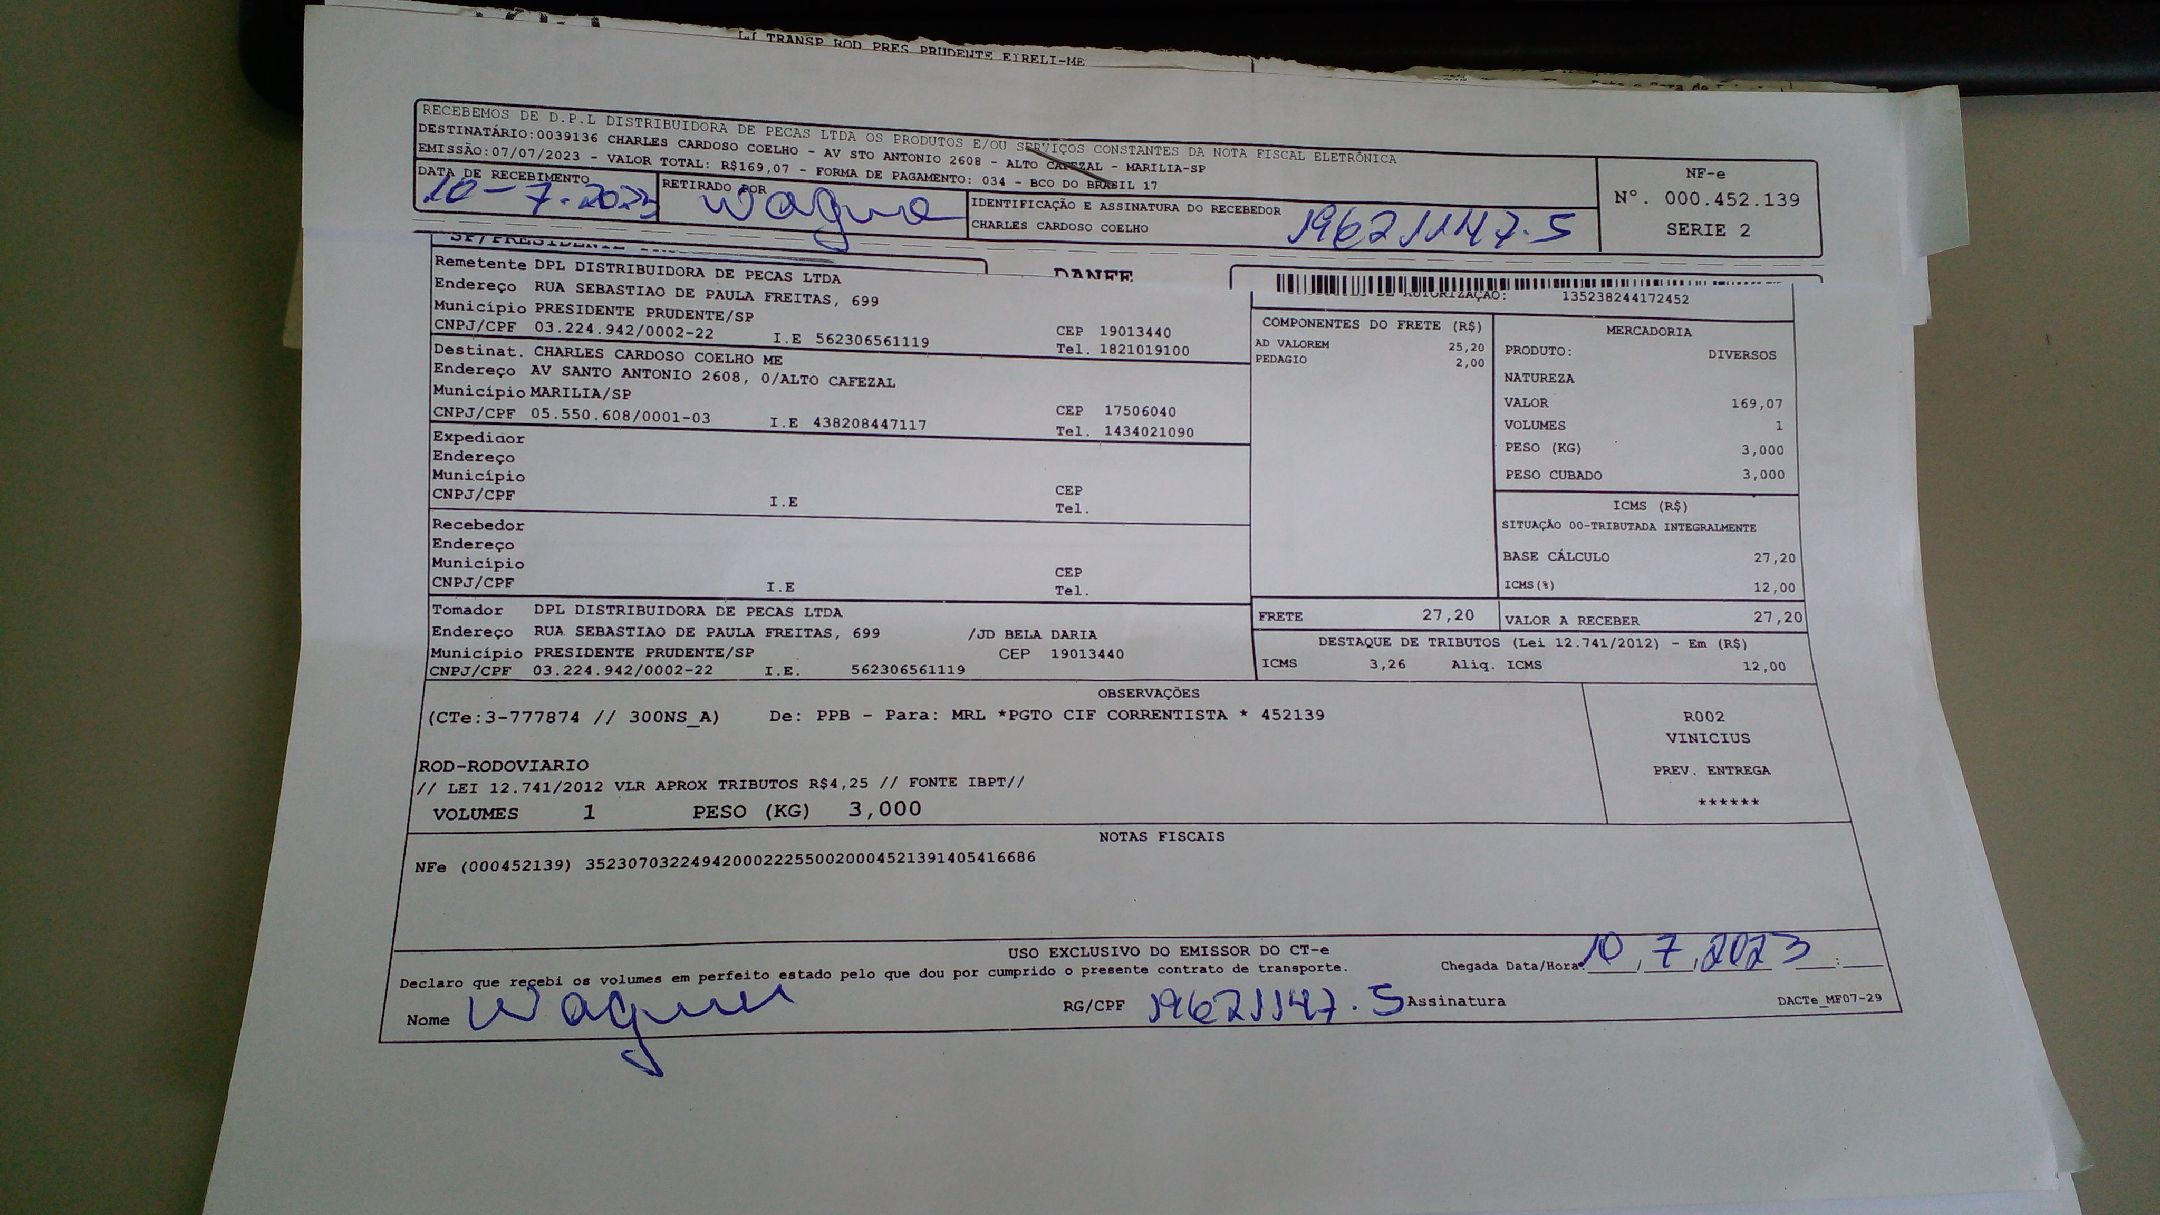 LJ TRANSP ROD PRES PRUDENTE EIRELI-ME
RECEBEMOS DE D.P.L DISTRIBUIDORA DE PECAS LTDA OS PRODUTOS E/OU SERVIÇOS CONSTANTES DA NOTA FISCAL ELETRÔNICA
DESTINATÁRIO:0039136 CHARLES CARDOSO COELHO - AV STO ANTONIO 2608 - ALTO CAFEZAL - MARILIA-SP
EMISSÃO:07/07/2023 - VALOR TOTAL: R$169,07 - FORMA DE PAGAMENTO: 034 - BCO DO BRASIL 17
DATA DE RECEBIMENTO
10-7.2023
RETIRADO POR
Wagner
IDENTIFICAÇÃO E ASSINATURA DO RECEBEDOR
CHARLES CARDOSO COELHO
19621147.5
NF-e
Nº. 000.452.139
SERIE 2
SP/PRESIDENTE
DANFE
Remetente DPL DISTRIBUIDORA DE PECAS LTDA
Endereço RUA SEBASTIAO DE PAULA FREITAS, 699
Município PRESIDENTE PRUDENTE/SP
CNPJ/CPF 03.224.942/0002-22 I.E 562306561119
CEP 19013440
Tel. 1821019100
Destinat. CHARLES CARDOSO COELHO ME
Endereço AV SANTO ANTONIO 2608, 0/ALTO CAFEZAL
Município MARILIA/SP
CNPJ/CPF 05.550.608/0001-03 I.E 438208447117
CEP 17506040
Tel. 1434021090
Expedidor
Endereço
Município
CNPJ/CPF I.E
CEP
Tel.
Recebedor
Endereço
Município
CNPJ/CPF I.E
CEP
Tel.
Tomador DPL DISTRIBUIDORA DE PECAS LTDA
Endereço RUA SEBASTIAO DE PAULA FREITAS, 699 /JD BELA DARIA
Município PRESIDENTE PRUDENTE/SP CEP 19013440
CNPJ/CPF 03.224.942/0002-22 I.E. 562306561119
DE AUTORIZAÇÃO: 135238244172452
COMPONENTES DO FRETE (R$)
AD VALOREM 25,20
PEDAGIO 2,00
MERCADORIA
PRODUTO: DIVERSOS
NATUREZA
VALOR 169,07
VOLUMES 1
PESO (KG) 3,000
PESO CUBADO 3,000
ICMS (R$)
SITUAÇÃO 00-TRIBUTADA INTEGRALMENTE
BASE CÁLCULO 27,20
ICMS(%) 12,00
FRETE 27,20
VALOR A RECEBER 27,20
DESTAQUE DE TRIBUTOS (Lei 12.741/2012) - Em (R$)
ICMS 3,26 Aliq. ICMS 12,00
OBSERVAÇÕES
(CTe:3-777874 // 300NS_A) De: PPB - Para: MRL *PGTO CIF CORRENTISTA * 452139
ROD-RODOVIARIO
// LEI 12.741/2012 VLR APROX TRIBUTOS R$4,25 // FONTE IBPT//
VOLUMES 1 PESO (KG) 3,000
R002
VINICIUS
PREV. ENTREGA
******
NOTAS FISCAIS
NFe (000452139) 35230703224942000222550020004521391405416686
USO EXCLUSIVO DO EMISSOR DO CT-e
Declaro que recebi os volumes em perfeito estado pelo que dou por cumprido o presente contrato de transporte.
Chegada Data/Hora 10,7,2023 :
Nome Wagner
RG/CPF 19621147.5 Assinatura
DACTe_MF07-29